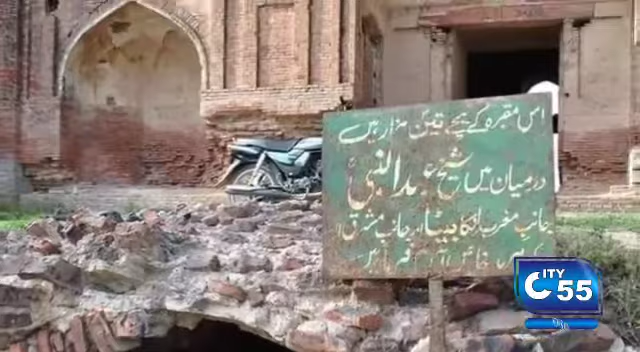 اس مقبرہ کے نیچے تین مزار ہیں
درمیان میں شیخ عبدالنبی
جانب مغرب انکا بیٹا اور جانب مشرق
CITY
C 55